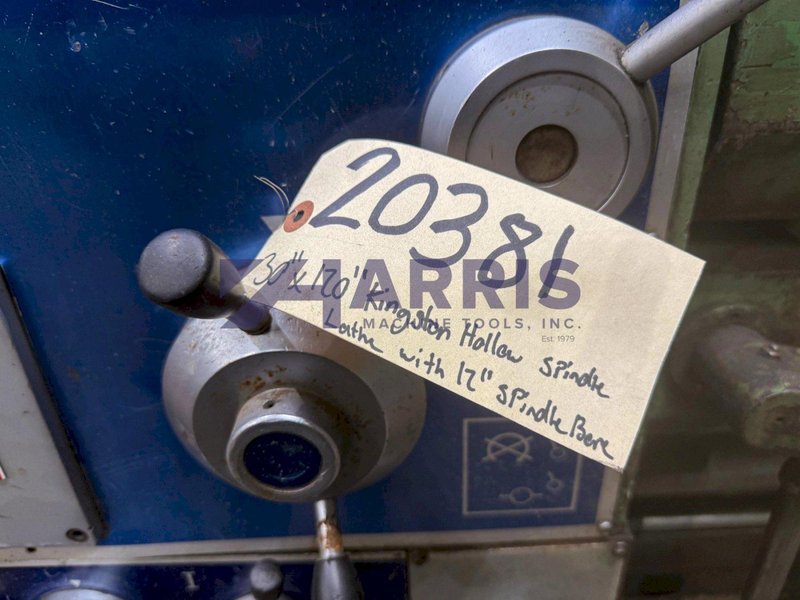 20381
30" x 120" Kingston Hollow Spindle
Lathe with 12" Spindle Bore
HARRIS
MACHINE TOOLS, INC.
Est. 1979